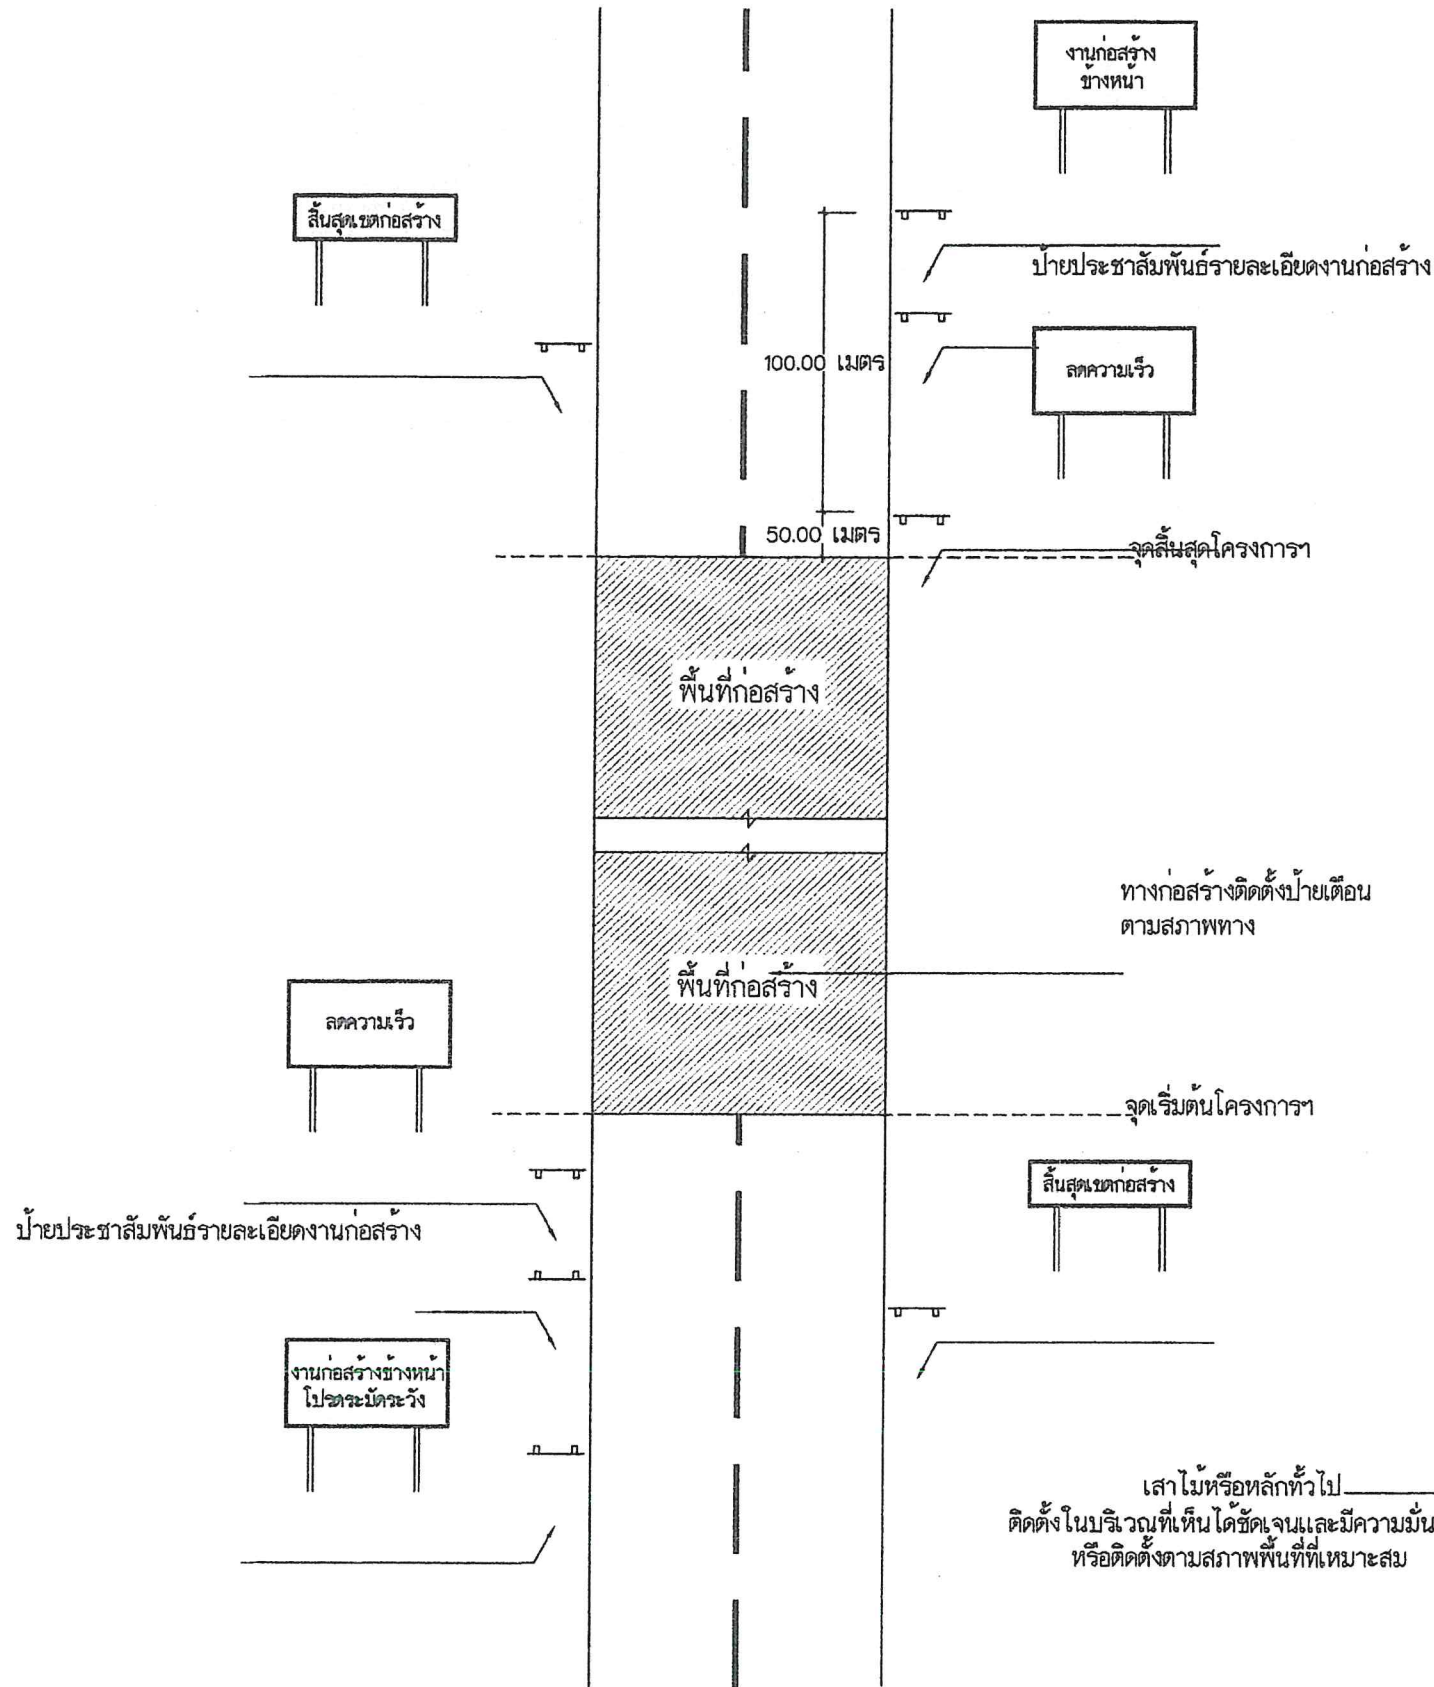 งานก่อสร้าง
ข้างหน้า
สิ้นสุดเขตก่อสร้าง
ป้ายประชาสัมพันธ์รายละเอียดงานก่อสร้าง
100.00 เมตร
ลดความเร็ว
50.00 เมตร
จุดสิ้นสุดโครงการฯ
พื้นที่ก่อสร้าง
ทางก่อสร้างติดตั้งป้ายเตือน
ตามสภาพทาง
พื้นที่ก่อสร้าง
ลดความเร็ว
จุดเริ่มต้นโครงการฯ
สิ้นสุดเขตก่อสร้าง
ป้ายประชาสัมพันธ์รายละเอียดงานก่อสร้าง
งานก่อสร้างข้างหน้า
โปรดระมัดระวัง
เสาไม้หรือหลักทั่วไป
ติดตั้งในบริเวณที่เห็นได้ชัดเจนและมีความมั่น
หรือติดตั้งตามสภาพพื้นที่ที่เหมาะสม